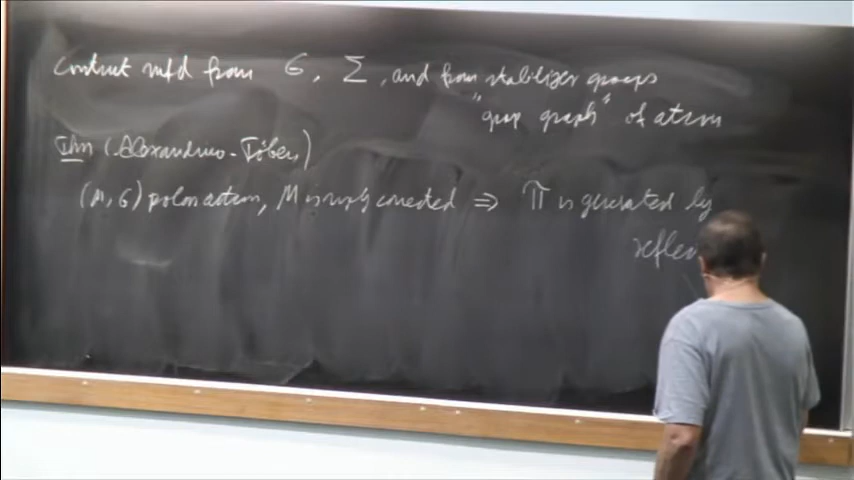 Construct mfd from G, Σ, and from stabilizer groups
"group graph" of action
Thm (Alexandrino - Töben)
(M, G) polar action, M simply connected ⇒ Π is generated by
reflec